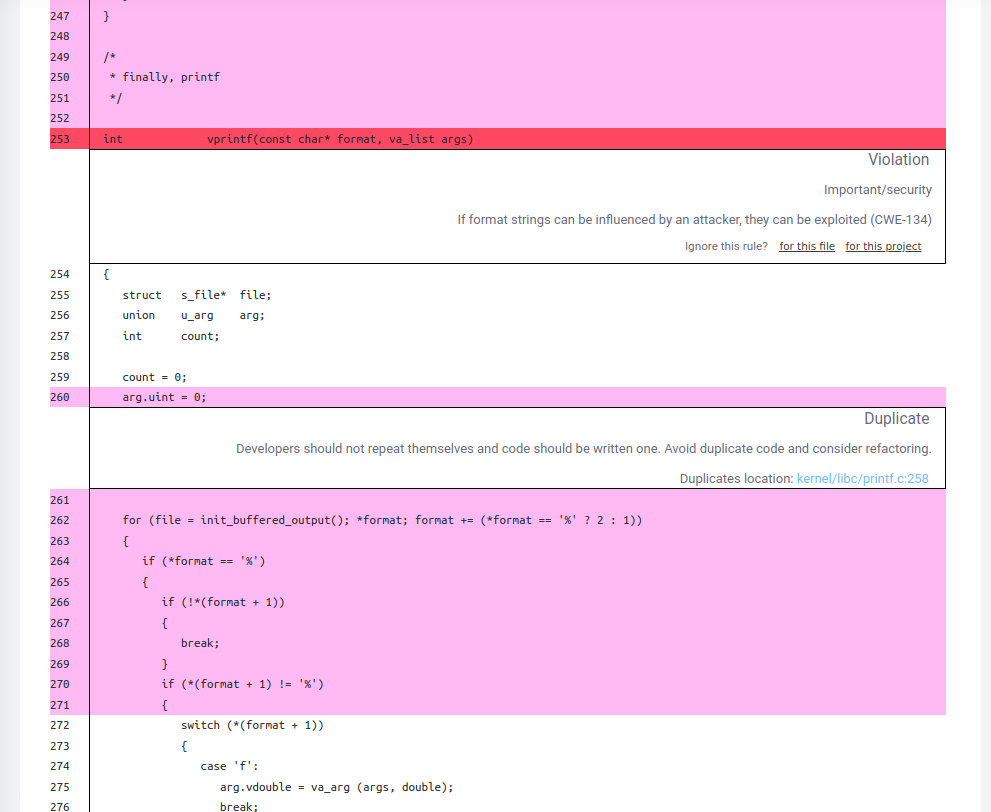 247 }
248
249 /*
250 * finally, printf
251 */
252
253 int vprintf(const char* format, va_list args)
Violation
Important/security
If format strings can be influenced by an attacker, they can be exploited (CWE-134)
Ignore this rule? for this file for this project
254 {
255 struct s_file* file;
256 union u_arg arg;
257 int count;
258
259 count = 0;
260 arg.uint = 0;
Duplicate
Developers should not repeat themselves and code should be written one. Avoid duplicate code and consider refactoring.
Duplicates location: kernel/libc/printf.c:258
261
262 for (file = init_buffered_output(); *format; format += (*format == '%' ? 2 : 1))
263 {
264 if (*format == '%')
265 {
266 if (!*(format + 1))
267 {
268 break;
269 }
270 if (*(format + 1) != '%')
271 {
272 switch (*(format + 1))
273 {
274 case 'f':
275 arg.vdouble = va_arg (args, double);
276 break;